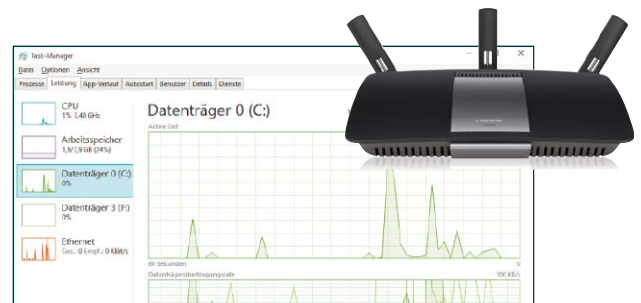 Task-Manager
Datei Optionen Ansicht
Prozesse Leistung App-Verlauf Autostart Benutzer Details Dienste
CPU
1% 3,40 GHz
Arbeitsspeicher
1,9/7,9 GB (24%)
Datenträger 0 (C:)
0%
Datenträger 3 (F:)
0%
Ethernet
Ges.: 0 Empf.: 0 KBit/s
Datenträger 0 (C:)
Aktive Zeit
60 Sekunden 0
Datenträgerübertragungsrate 100 KB/s